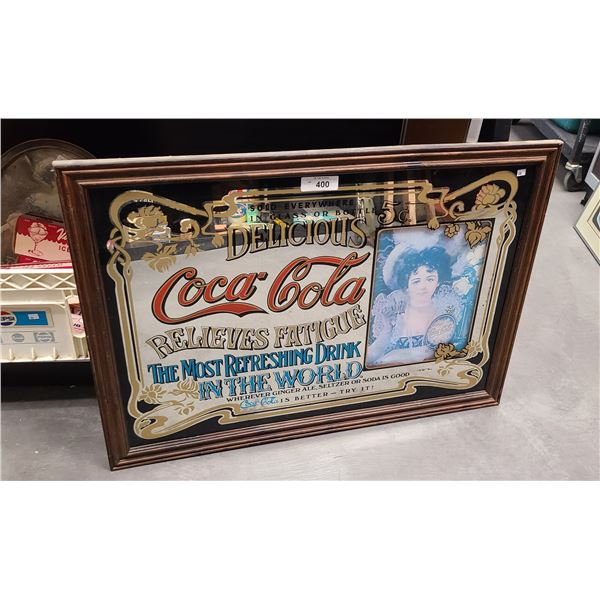 400
SOLD EVERYWHERE
IN GLASS OR BOTTLE
5¢
DELICIOUS
Coca-Cola
RELIEVES FATIGUE
THE MOST REFRESHING DRINK
IN THE WORLD
WHEREVER GINGER ALE, SELTZER OR SODA IS GOOD
Coca-Cola IS BETTER - TRY IT!
PEPSI